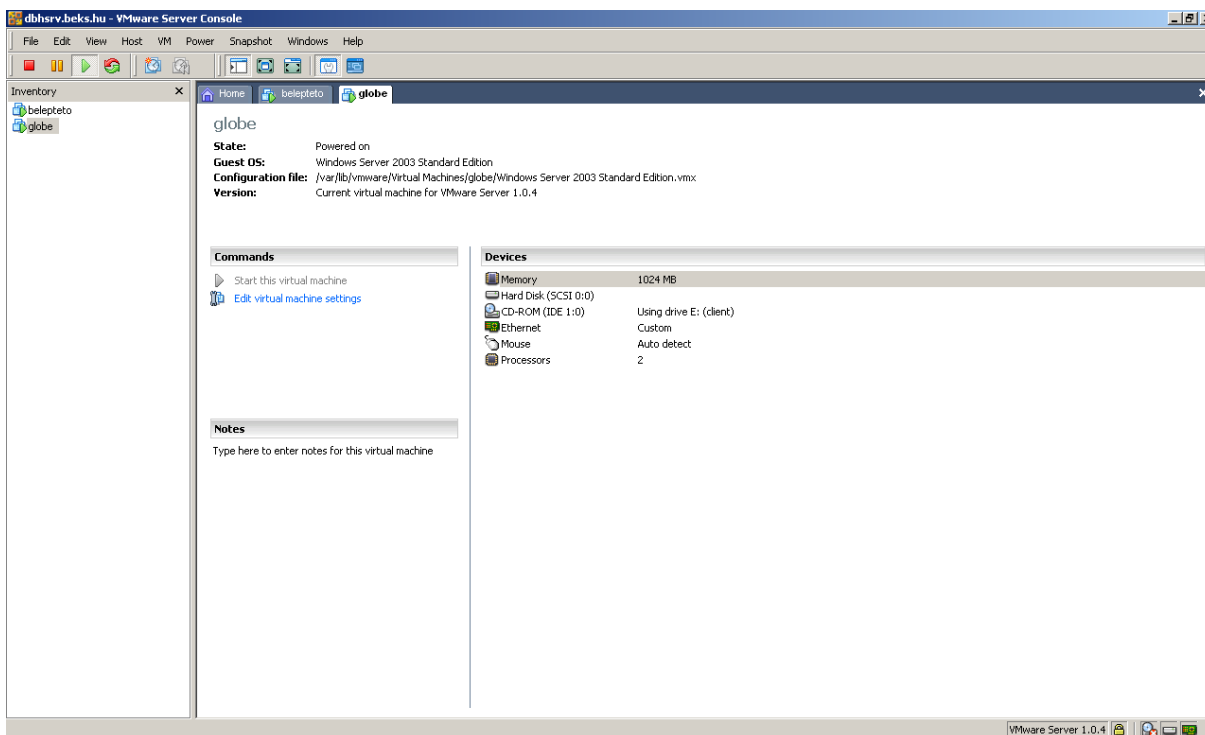 dbhsrv.beks.hu - VMware Server Console
File Edit View Host VM Power Snapshot Windows Help
Inventory
belepteto
globe
Home belepteto globe
globe
State: Powered on
Guest OS: Windows Server 2003 Standard Edition
Configuration file: /var/lib/vmware/Virtual Machines/globe/Windows Server 2003 Standard Edition.vmx
Version: Current virtual machine for VMware Server 1.0.4
Commands
Start this virtual machine
Edit virtual machine settings
Devices
Memory 1024 MB
Hard Disk (SCSI 0:0)
CD-ROM (IDE 1:0) Using drive E: (client)
Ethernet Custom
Mouse Auto detect
Processors 2
Notes
Type here to enter notes for this virtual machine
VMware Server 1.0.4